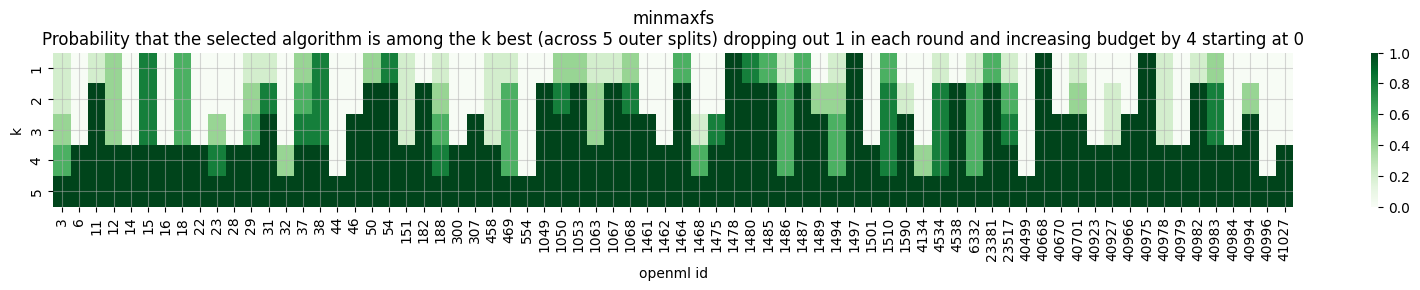 minmaxfs
Probability that the selected algorithm is among the k best (across 5 outer splits) dropping out 1 in each round and increasing budget by 4 starting at 0
k
1
2
3
4
5
3 6 11 12 14 15 16 18 22 23 28 29 31 32 37 38 44 46 50 54 151 182 188 300 307 458 469 554 1049 1050 1053 1063 1067 1068 1461 1462 1464 1468 1475 1478 1480 1485 1486 1487 1489 1494 1497 1501 1510 1590 4134 4534 4538 6332 23381 23517 40499 40668 40670 40701 40923 40927 40966 40975 40978 40979 40982 40983 40984 40994 40996 41027
openml id
1.0
0.8
0.6
0.4
0.2
0.0